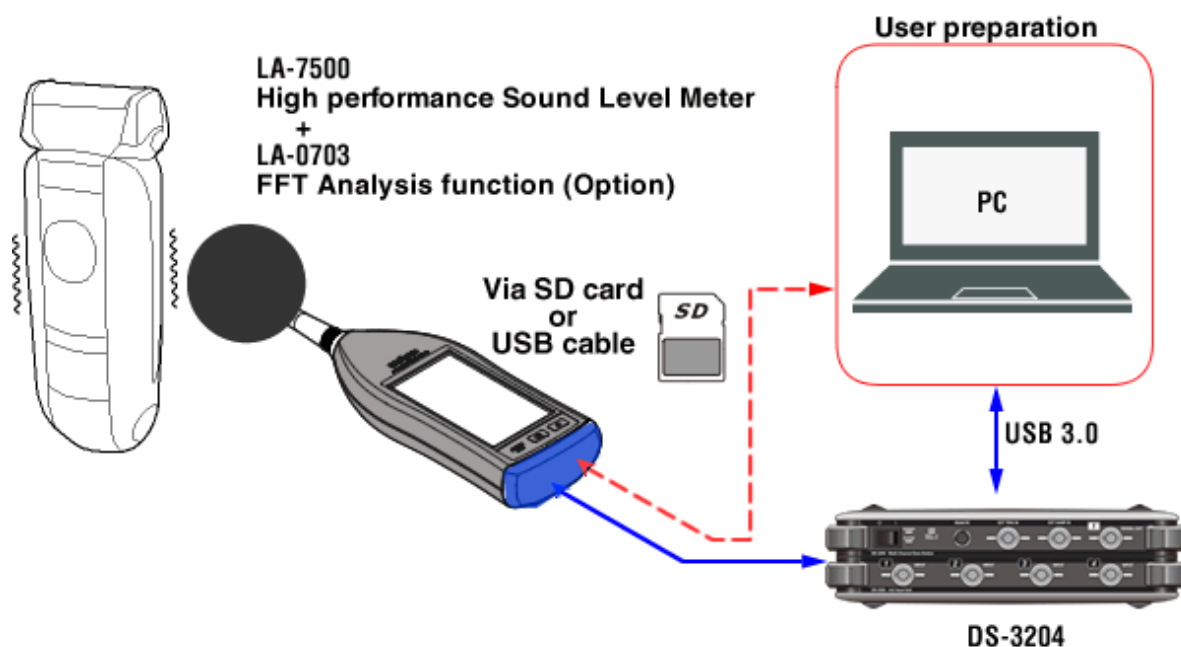 User preparation
LA-7500
High performance Sound Level Meter
+
LA-0703
FFT Analysis function (Option)
PC
Via SD card
or
USB cable
SD
USB 3.0
DS-3204